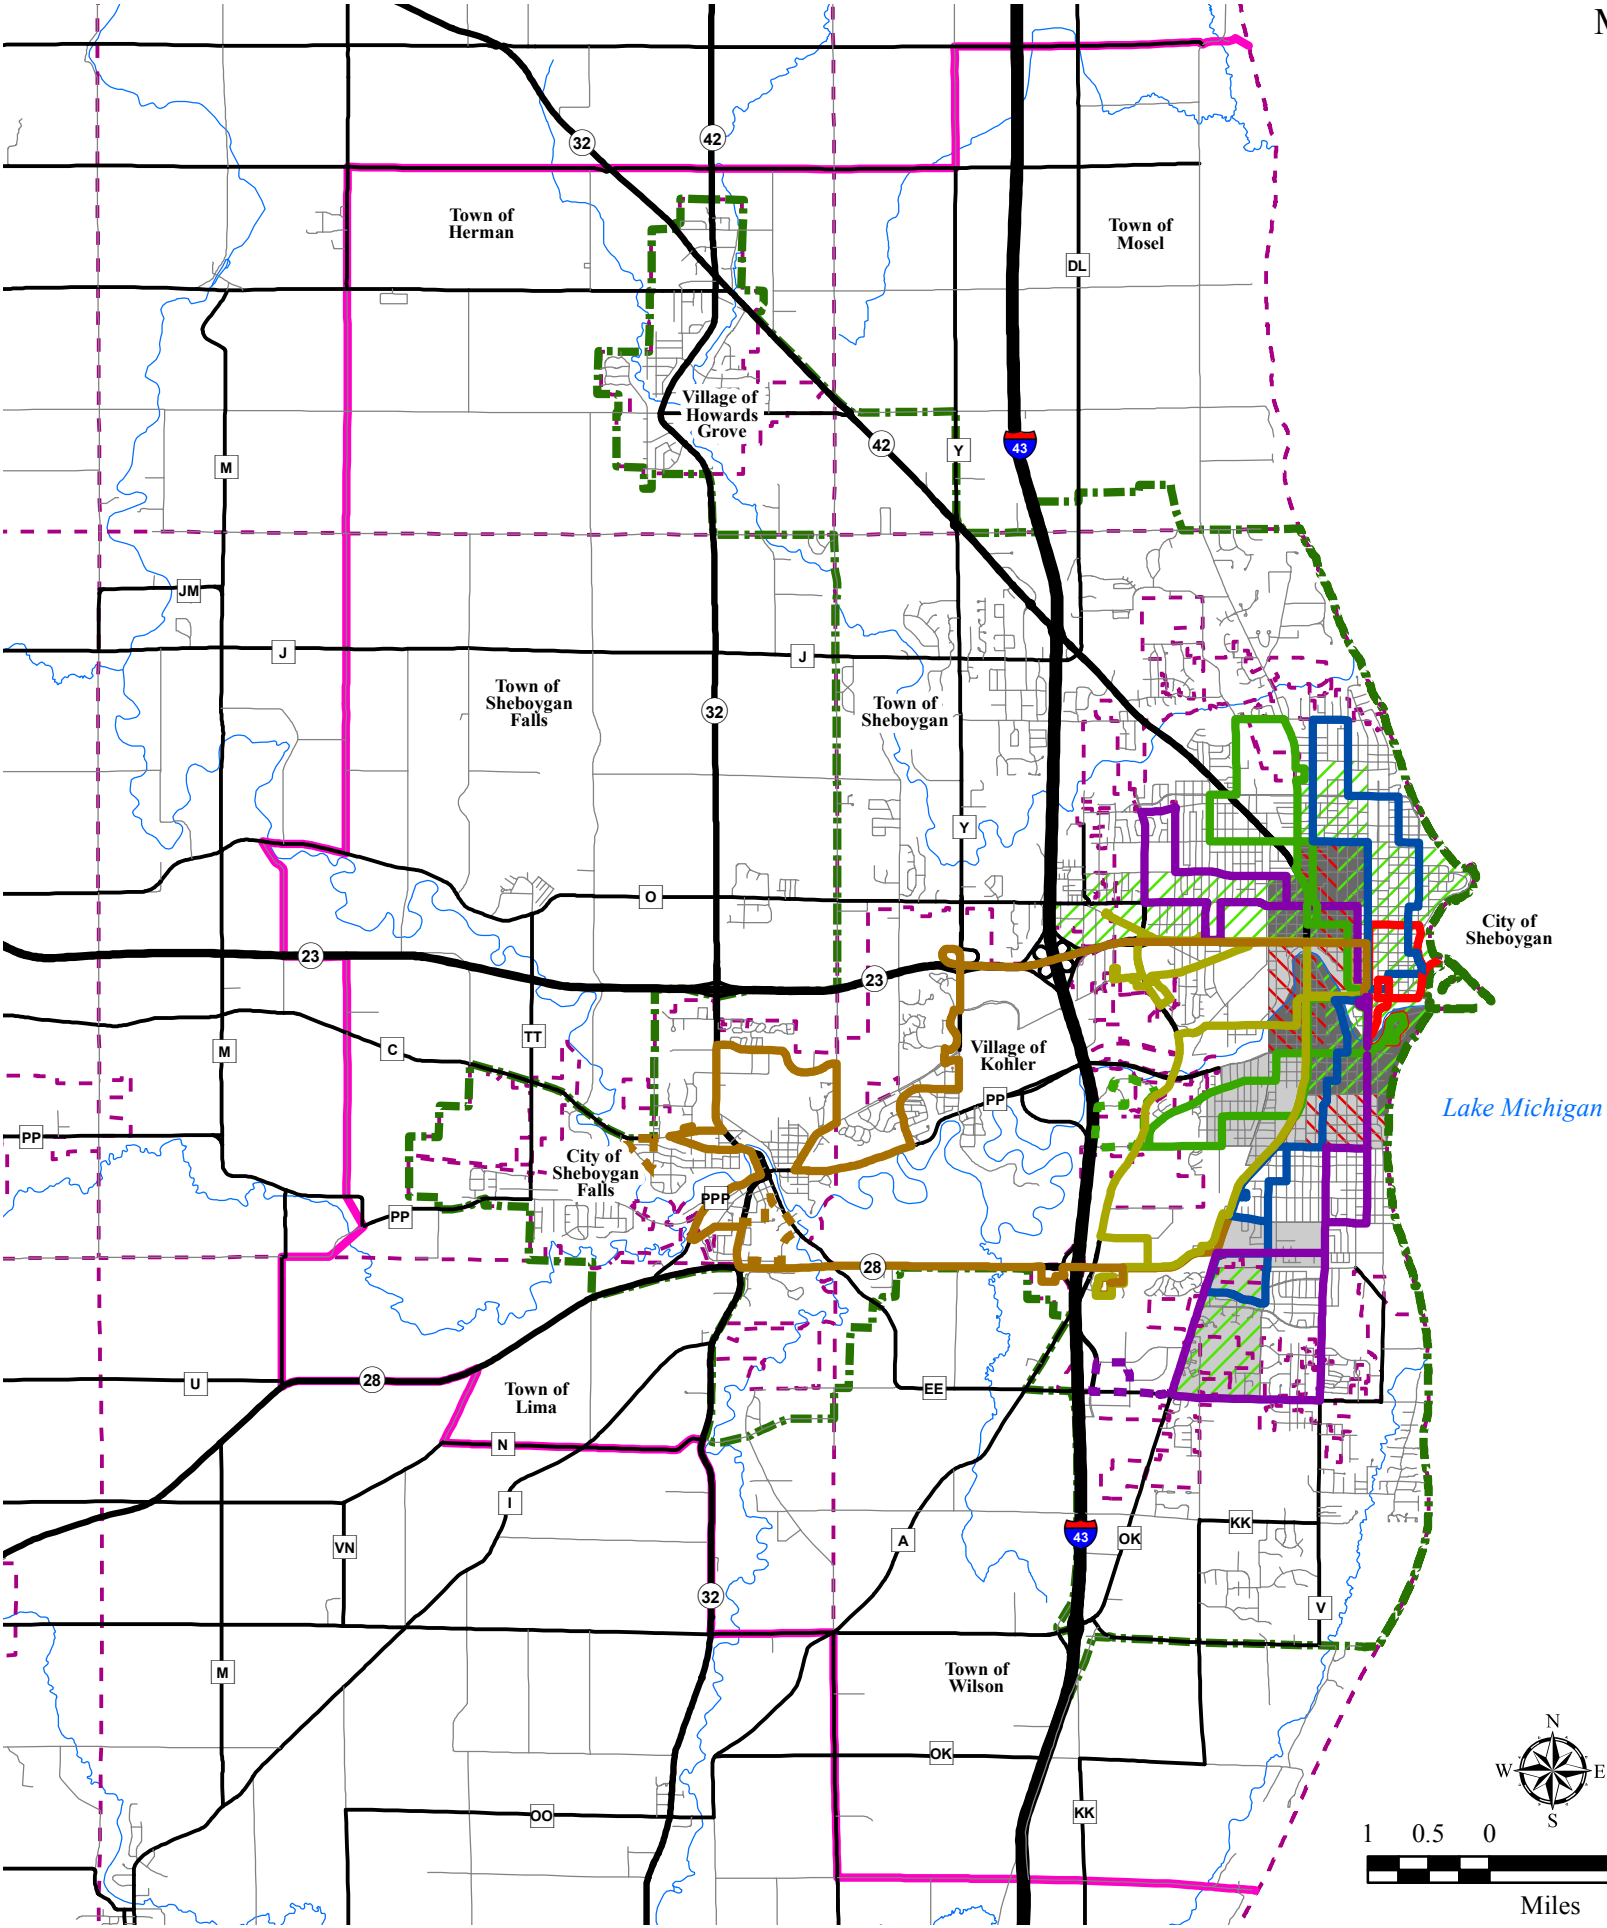 M
32
42
Town of
Herman
Town of
Mosel
DL
Village of
Howards
Grove
42
Y
43
M
JM
J
J
Town of
Sheboygan
Falls
32
Town of
Sheboygan
Y
O
City of
Sheboygan
23
23
TT
C
M
Village of
Kohler
PP
Lake Michigan
PP
City of
Sheboygan
Falls
PPP
PP
28
U
28
Town of
Lima
EE
N
I
VN
A
43
OK
KK
32
V
M
Town of
Wilson
OK
OO
KK
N
W
E
S
1 0.5 0
Miles